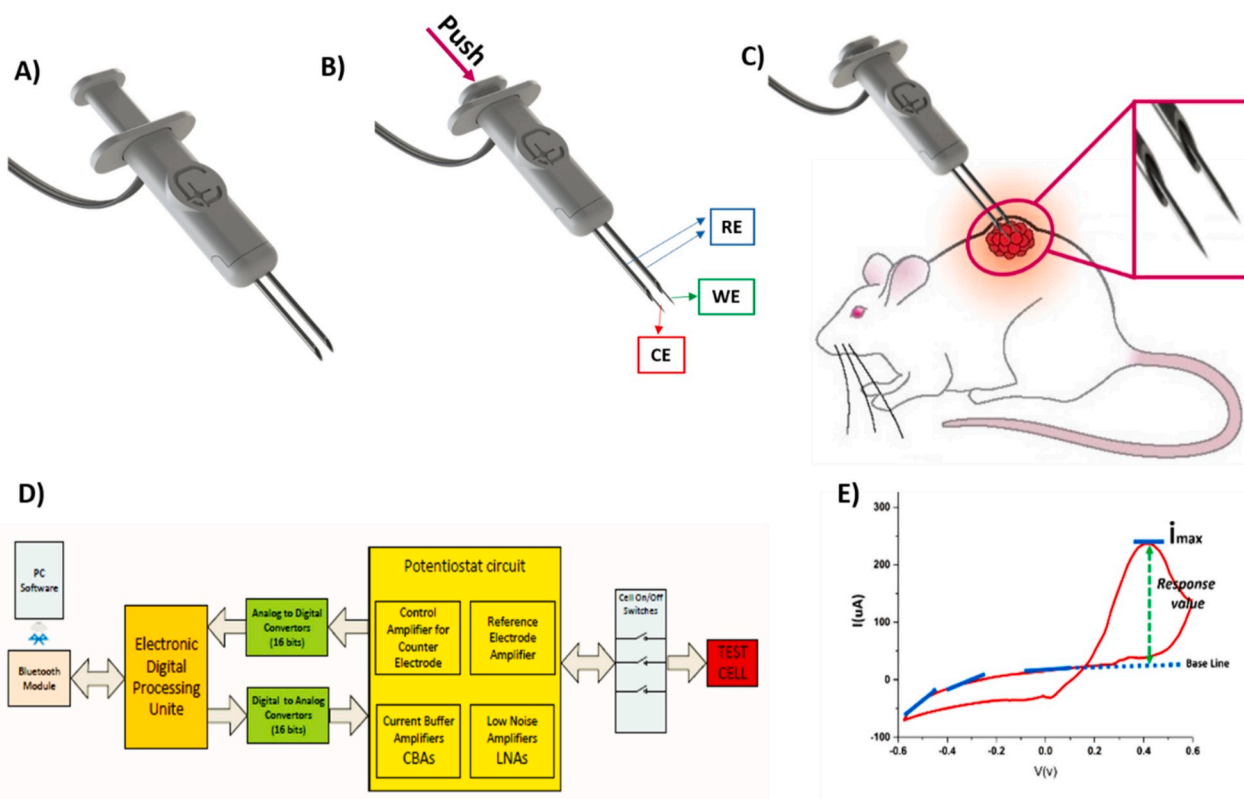 A)
B)
Push
RE
WE
CE
C)
D)
PC
Software
Bluetooth
Module
Electronic
Digital
Processing
Unite
Analog to Digital
Convertors
(16 bits)
Digital to Analog
Convertors
(16 bits)
Potentiostat circuit
Control
Amplifier for
Counter
Electrode
Reference
Electrode
Amplifier
Current Buffer
Amplifiers
CBAs
Low Noise
Amplifiers
LNAs
Cell On/Off
Switches
TEST
CELL
E)
300
200
100
0
-100
I(uA)
-0.6
-0.4
-0.2
0.0
0.2
0.4
0.6
V(v)
imax
Response
value
Base Line